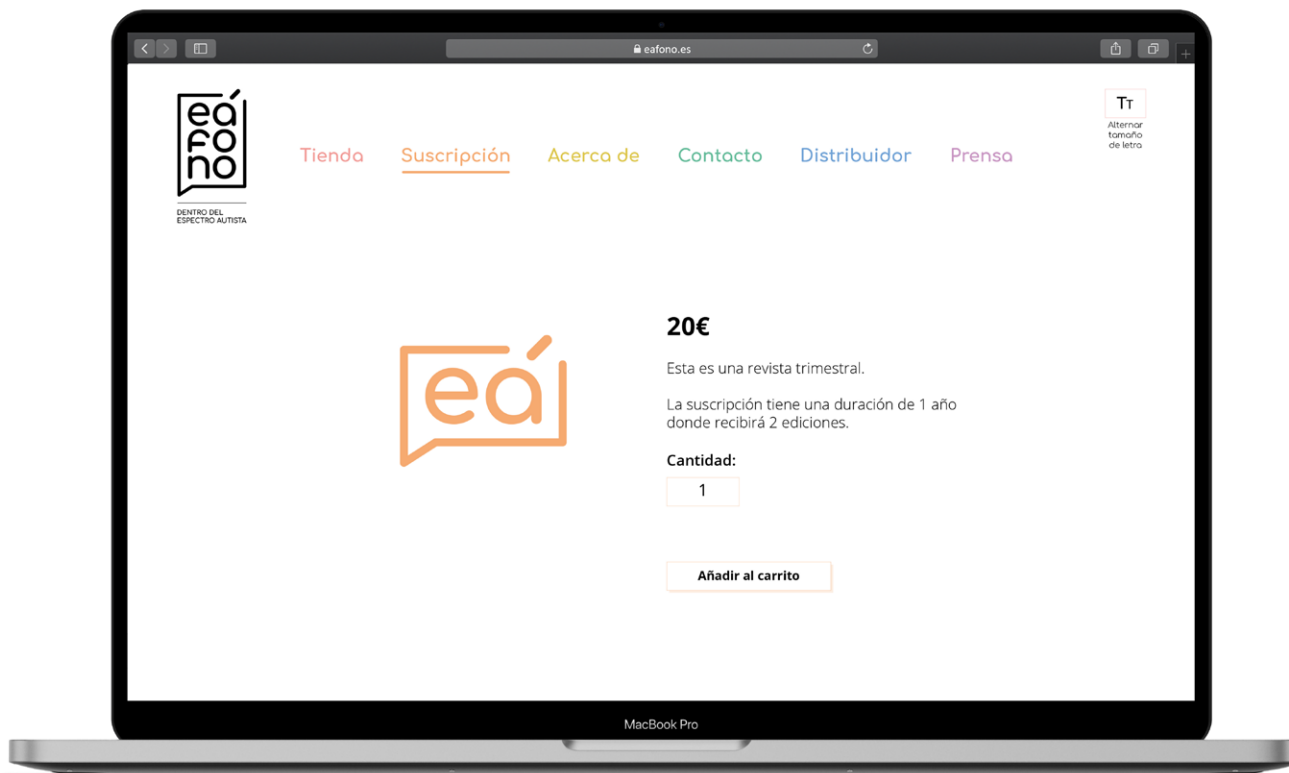 eafono.es
eá
fo
no
DENTRO DEL
ESPECTRO AUTISTA
Tienda Suscripción Acerca de Contacto Distribuidor Prensa
TT
Alternar
tamaño
de letra
eá
20€
Esta es una revista trimestral.
La suscripción tiene una duración de 1 año
donde recibirá 2 ediciones.
Cantidad:
1
Añadir al carrito
MacBook Pro